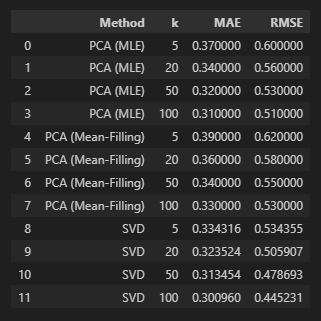 Method k MAE RMSE
0 PCA (MLE) 5 0.370000 0.600000
1 PCA (MLE) 20 0.340000 0.560000
2 PCA (MLE) 50 0.320000 0.530000
3 PCA (MLE) 100 0.310000 0.510000
4 PCA (Mean-Filling) 5 0.390000 0.620000
5 PCA (Mean-Filling) 20 0.360000 0.580000
6 PCA (Mean-Filling) 50 0.340000 0.550000
7 PCA (Mean-Filling) 100 0.330000 0.530000
8 SVD 5 0.334316 0.534355
9 SVD 20 0.323524 0.505907
10 SVD 50 0.313454 0.478693
11 SVD 100 0.300960 0.445231